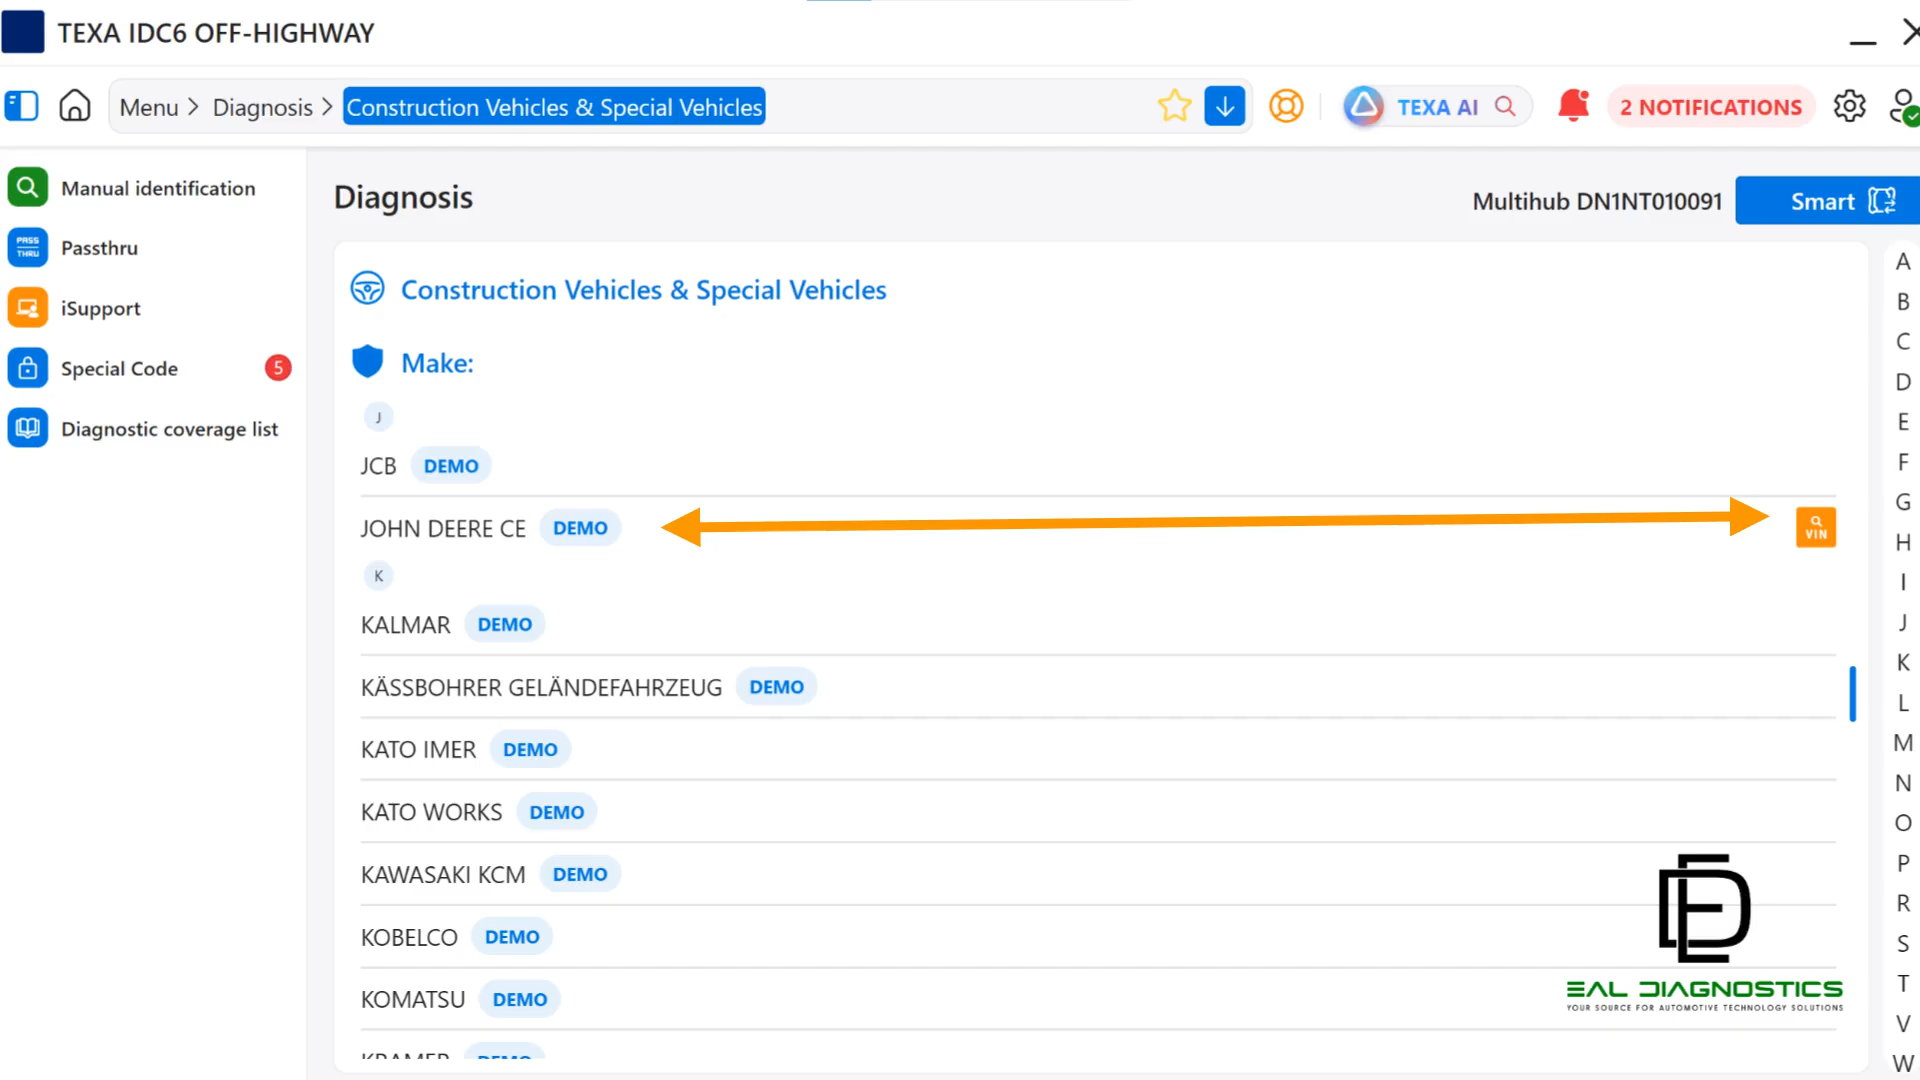 TEXA IDC6 OFF-HIGHWAY
Menu > Diagnosis > Construction Vehicles & Special Vehicles
TEXA AI
2 NOTIFICATIONS
Manual identification
PASS THRU
Passthru
iSupport
Special Code
5
Diagnostic coverage list
Diagnosis
Multihub DN1NT010091
Smart
Construction Vehicles & Special Vehicles
Make:
J
JCB DEMO
JOHN DEERE CE DEMO
VIN
K
KALMAR DEMO
KÄSSBOHRER GELÄNDEFAHRZEUG DEMO
KATO IMER DEMO
KATO WORKS DEMO
KAWASAKI KCM DEMO
KOBELCO DEMO
KOMATSU DEMO
KRAMER DEMO
EAL DIAGNOSTICS
YOUR SOURCE FOR AUTOMOTIVE TECHNOLOGY SOLUTIONS
A
B
C
D
E
F
G
H
I
J
K
L
M
N
O
P
R
S
T
V
W